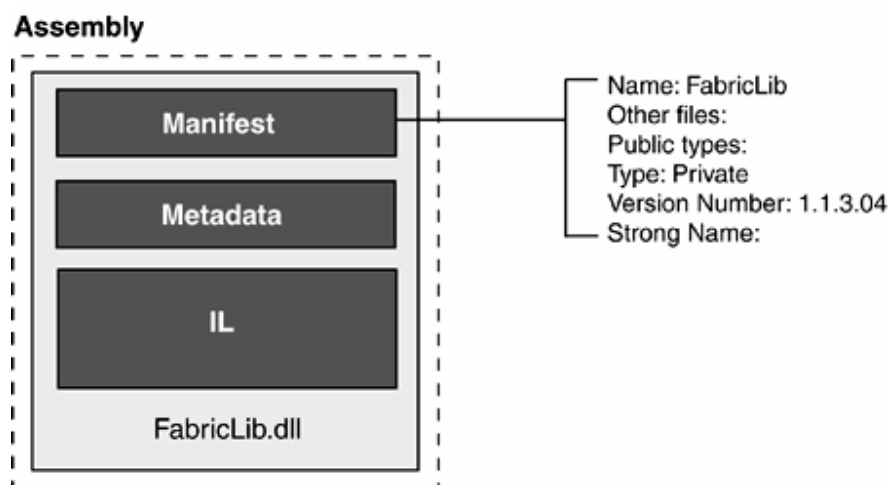 Assembly
Manifest
Metadata
IL
FabricLib.dll
Name: FabricLib
Other files:
Public types:
Type: Private
Version Number: 1.1.3.04
Strong Name: